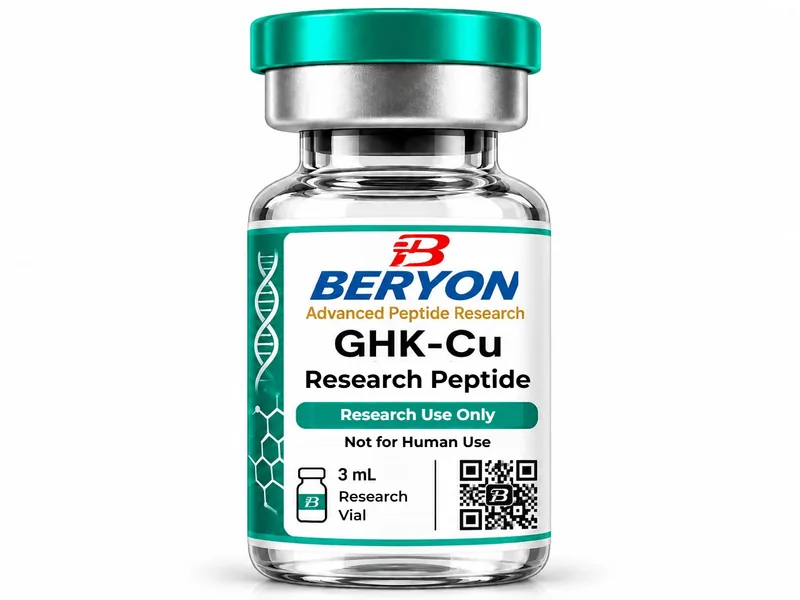 BERYON
Advanced Peptide Research
GHK-Cu
Research Peptide
Research Use Only
Not for Human Use
3 mL
Research
Vial